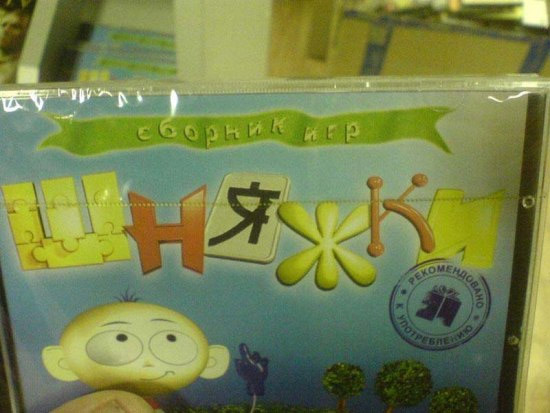 сборник игр
ШНЯЖКИ
РЕКОМЕНДОВАНО
К УПОТРЕБЛЕНИЮ